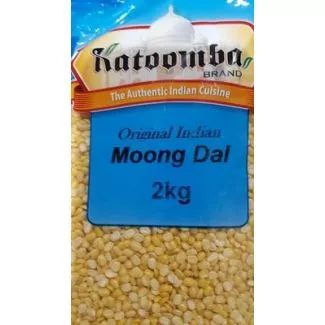 Katoomba
BRAND
The Authentic Indian Cuisine
Original Indian
Moong Dal
2kg